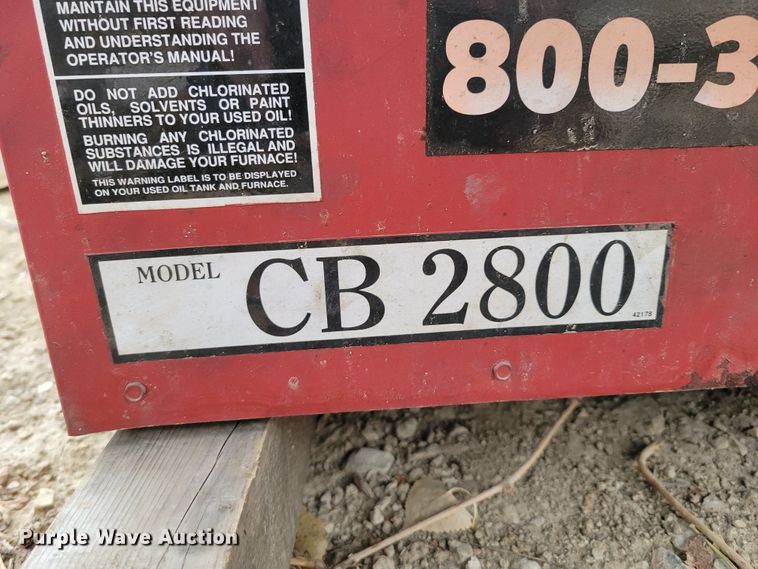 MAINTAIN THIS EQUIPMENT
WITHOUT FIRST READING
AND UNDERSTANDING THE
OPERATOR'S MANUAL!
DO NOT ADD CHLORINATED
OILS, SOLVENTS OR PAINT
THINNERS TO YOUR USED OIL!
BURNING ANY CHLORINATED
SUBSTANCES IS ILLEGAL AND
WILL DAMAGE YOUR FURNACE!
THIS WARNING LABEL IS TO BE DISPLAYED
ON YOUR USED OIL TANK AND FURNACE.
800-3
MODEL CB 2800
42178
Purple Wave Auction